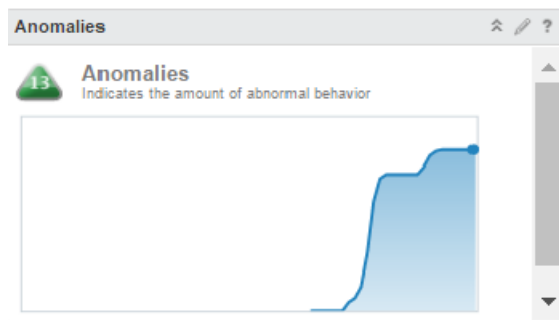 Anomalies
?
13
Anomalies
Indicates the amount of abnormal behavior